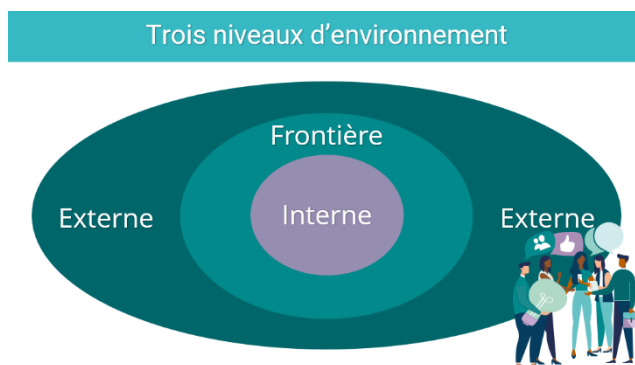 Trois niveaux d'environnement
Frontière
Externe
Interne
Externe